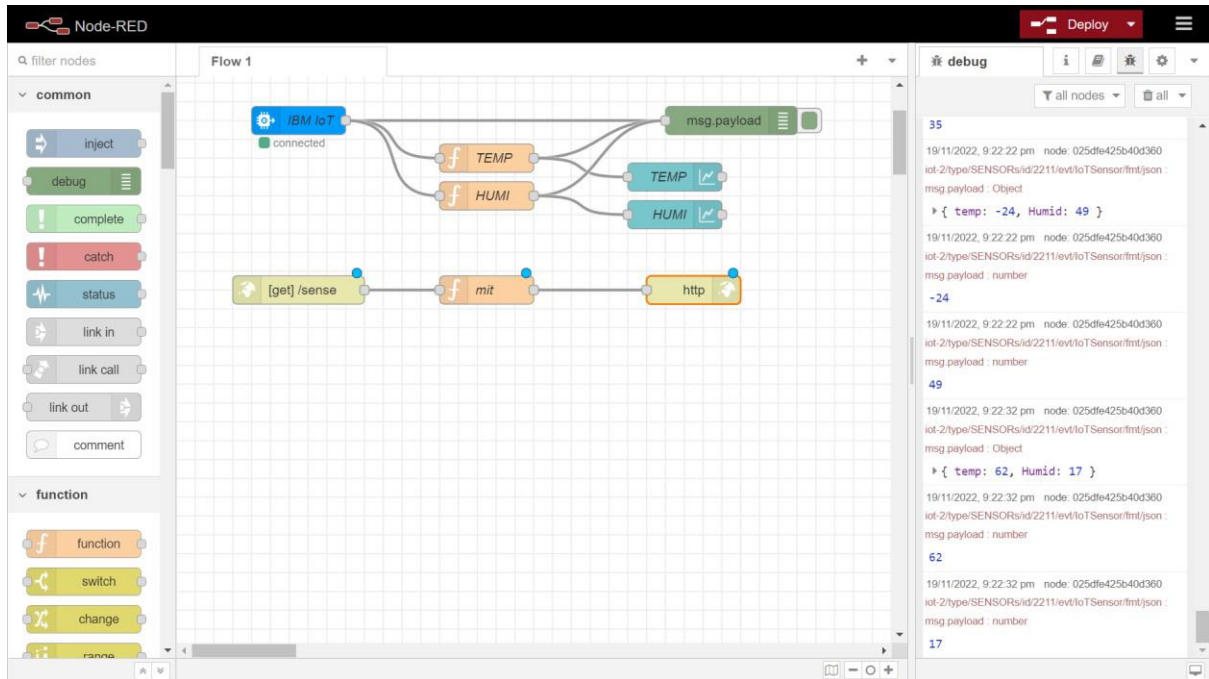 Node-RED
Deploy
filter nodes
Flow 1
debug
i
all nodes
all
common
inject
debug
complete
catch
status
link in
link call
link out
comment
function
function
switch
change
range
IBM IoT
connected
TEMP
HUMI
msg.payload
TEMP
HUMI
[get] /sense
mit
http
35
19/11/2022, 9:22:22 pm node: 025dfe425b40d360
iot-2/type/SENSORs/id/2211/evt/IoTSensor/fmt/json :
msg.payload : Object
{ temp: -24, Humid: 49 }
19/11/2022, 9:22:22 pm node: 025dfe425b40d360
iot-2/type/SENSORs/id/2211/evt/IoTSensor/fmt/json :
msg.payload : number
-24
19/11/2022, 9:22:22 pm node: 025dfe425b40d360
iot-2/type/SENSORs/id/2211/evt/IoTSensor/fmt/json :
msg.payload : number
49
19/11/2022, 9:22:32 pm node: 025dfe425b40d360
iot-2/type/SENSORs/id/2211/evt/IoTSensor/fmt/json :
msg.payload : Object
{ temp: 62, Humid: 17 }
19/11/2022, 9:22:32 pm node: 025dfe425b40d360
iot-2/type/SENSORs/id/2211/evt/IoTSensor/fmt/json :
msg.payload : number
62
19/11/2022, 9:22:32 pm node: 025dfe425b40d360
iot-2/type/SENSORs/id/2211/evt/IoTSensor/fmt/json :
msg.payload : number
17